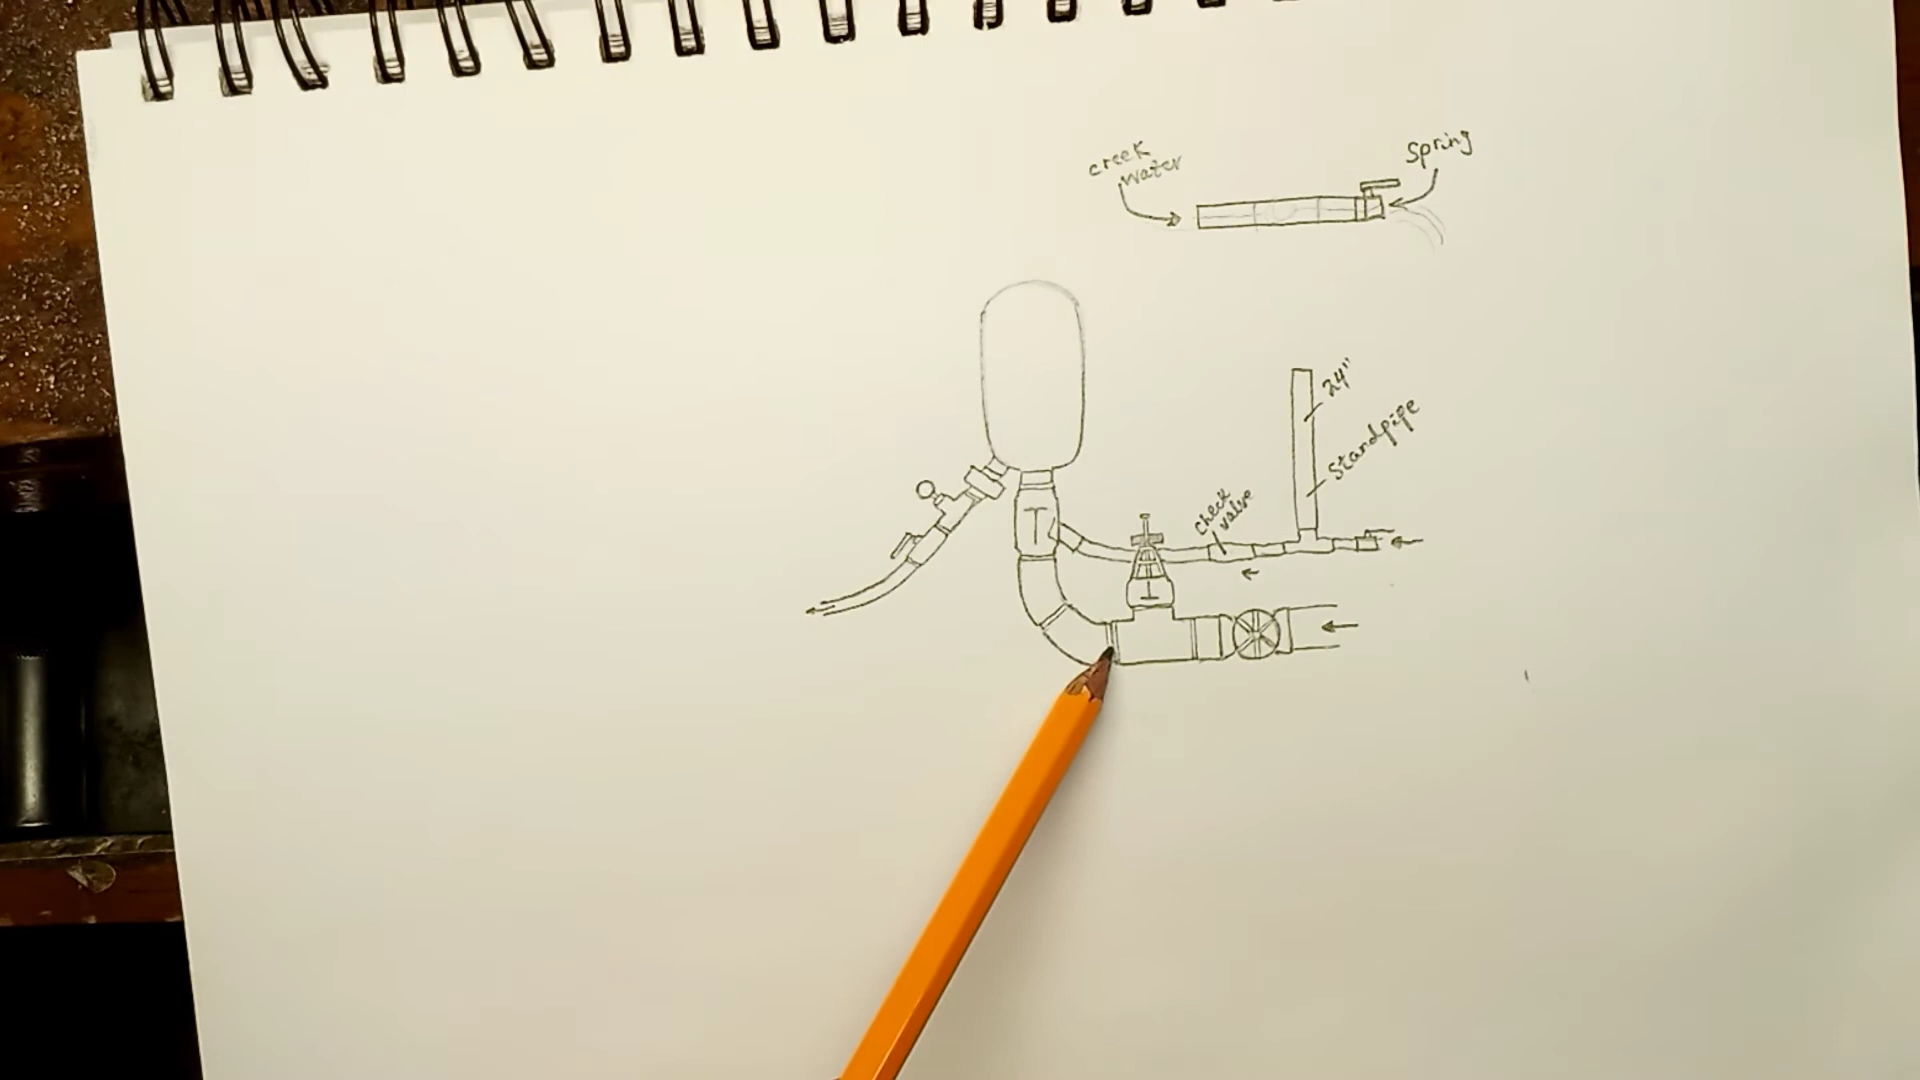 creek
water
Spring
24"
Standpipe
check
valve